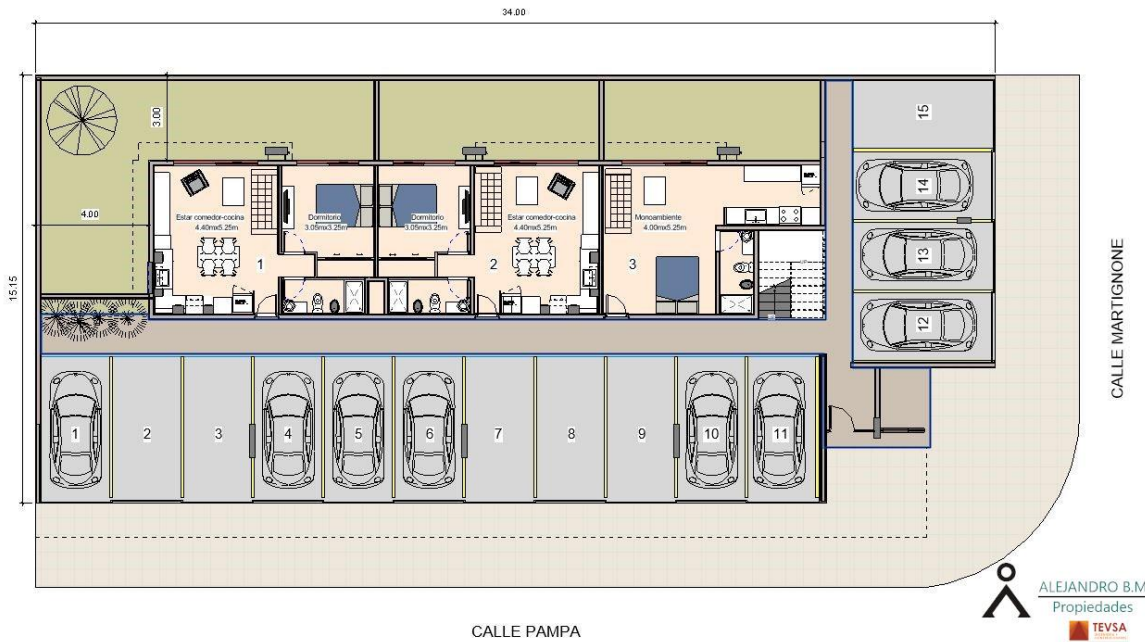 34.00
3.00
15
14
4.00
Estar comedor-cocina
4.40mx5.25m
Dormitorio
3.05mx3.25m
Dormitorio
3.05mx3.25m
Estar comedor-cocina
4.40mx5.25m
Monoambiente
4.00mx5.25m
13
1
2
3
15.15
12
CALLE MARTIGNONE
1
2
3
4
5
6
7
8
9
10
11
ALEJANDRO B.M
Propiedades
TEVSA
CALLE PAMPA